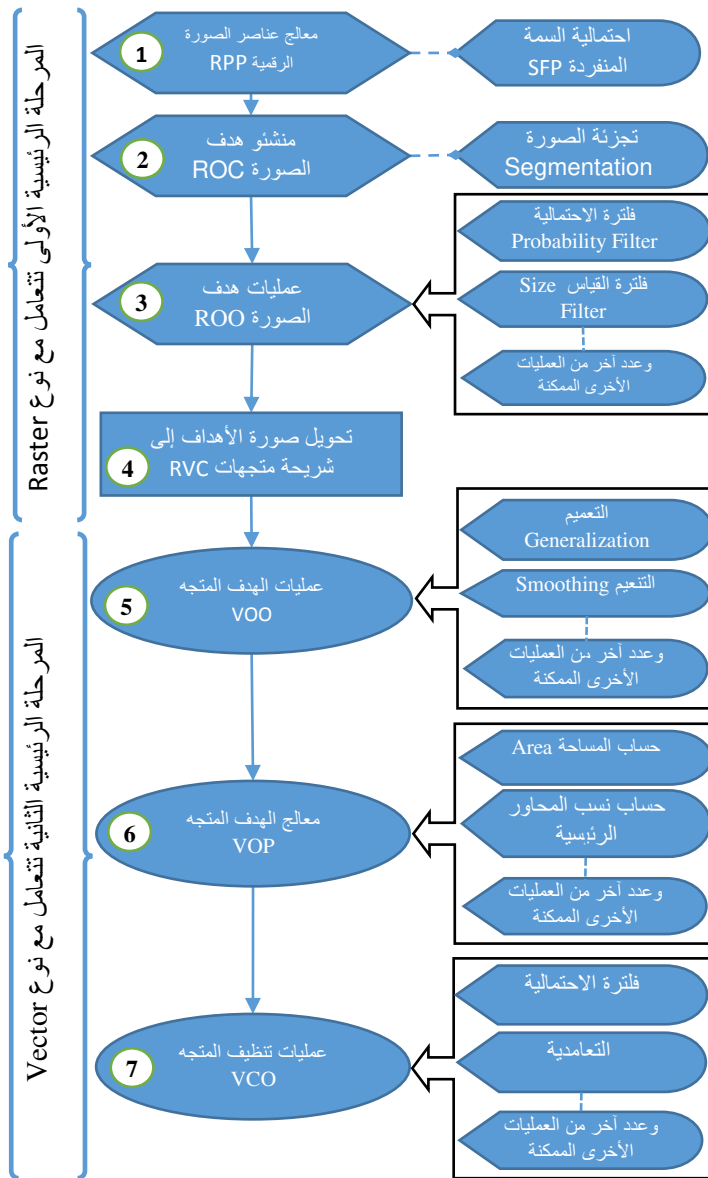 المرحلة الرئيسية الأولى تتعامل مع نوع Raster
1
معالج عناصر الصورة
الرقمية RPP
احتمالية السمة
المنفردة SFP
2
منشئو هدف
الصورة ROC
تجزئة الصورة
Segmentation
3
عمليات هدف
الصورة ROO
فلترة الاحتمالية
Probability Filter
فلترة القياس Size
Filter
وعدد آخر من العمليات
الأخرى الممكنة
4
تحويل صورة الأهداف إلى
شريحة متجهات RVC
المرحلة الرئيسية الثانية تتعامل مع نوع Vector
5
عمليات الهدف المتجه
VOO
التعميم
Generalization
التنعيم Smoothing
وعدد آخر من العمليات
الأخرى الممكنة
6
معالج الهدف المتجه
VOP
حساب المساحة Area
حساب نسب المحاور
الرئيسية
وعدد آخر من العمليات
الأخرى الممكنة
7
عمليات تنظيف المتجه
VCO
فلترة الاحتمالية
التعامدية
وعدد آخر من العمليات
الأخرى الممكنة